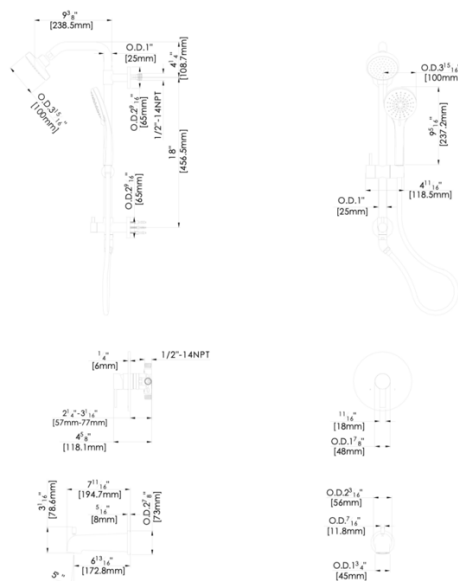 9 3/8"
[238.5mm]
O.D.1"
[25mm]
4 1/4"
[108.7mm]
O.D.3 15/16"
[100mm]
O.D.2 9/16"
[65mm]
1/2"-14NPT
18"
[456.5mm]
O.D.2 9/16"
[65mm]
O.D.3 15/16"
[100mm]
9 5/16"
[237.2mm]
4 11/16"
[118.5mm]
O.D.1"
[25mm]
1/4"
[6mm]
1/2"-14NPT
2 1/4"-3 1/16"
[57mm-77mm]
4 5/8"
[118.1mm]
11/16"
[18mm]
O.D.1 7/8"
[48mm]
7 11/16"
[194.7mm]
5/16"
[8mm]
3 1/16"
[78.6mm]
O.D.2 7/8"
[73mm]
6 13/16"
[172.8mm]
5°
O.D.2 3/16"
[56mm]
O.D.7/16"
[11.8mm]
O.D.1 3/4"
[45mm]